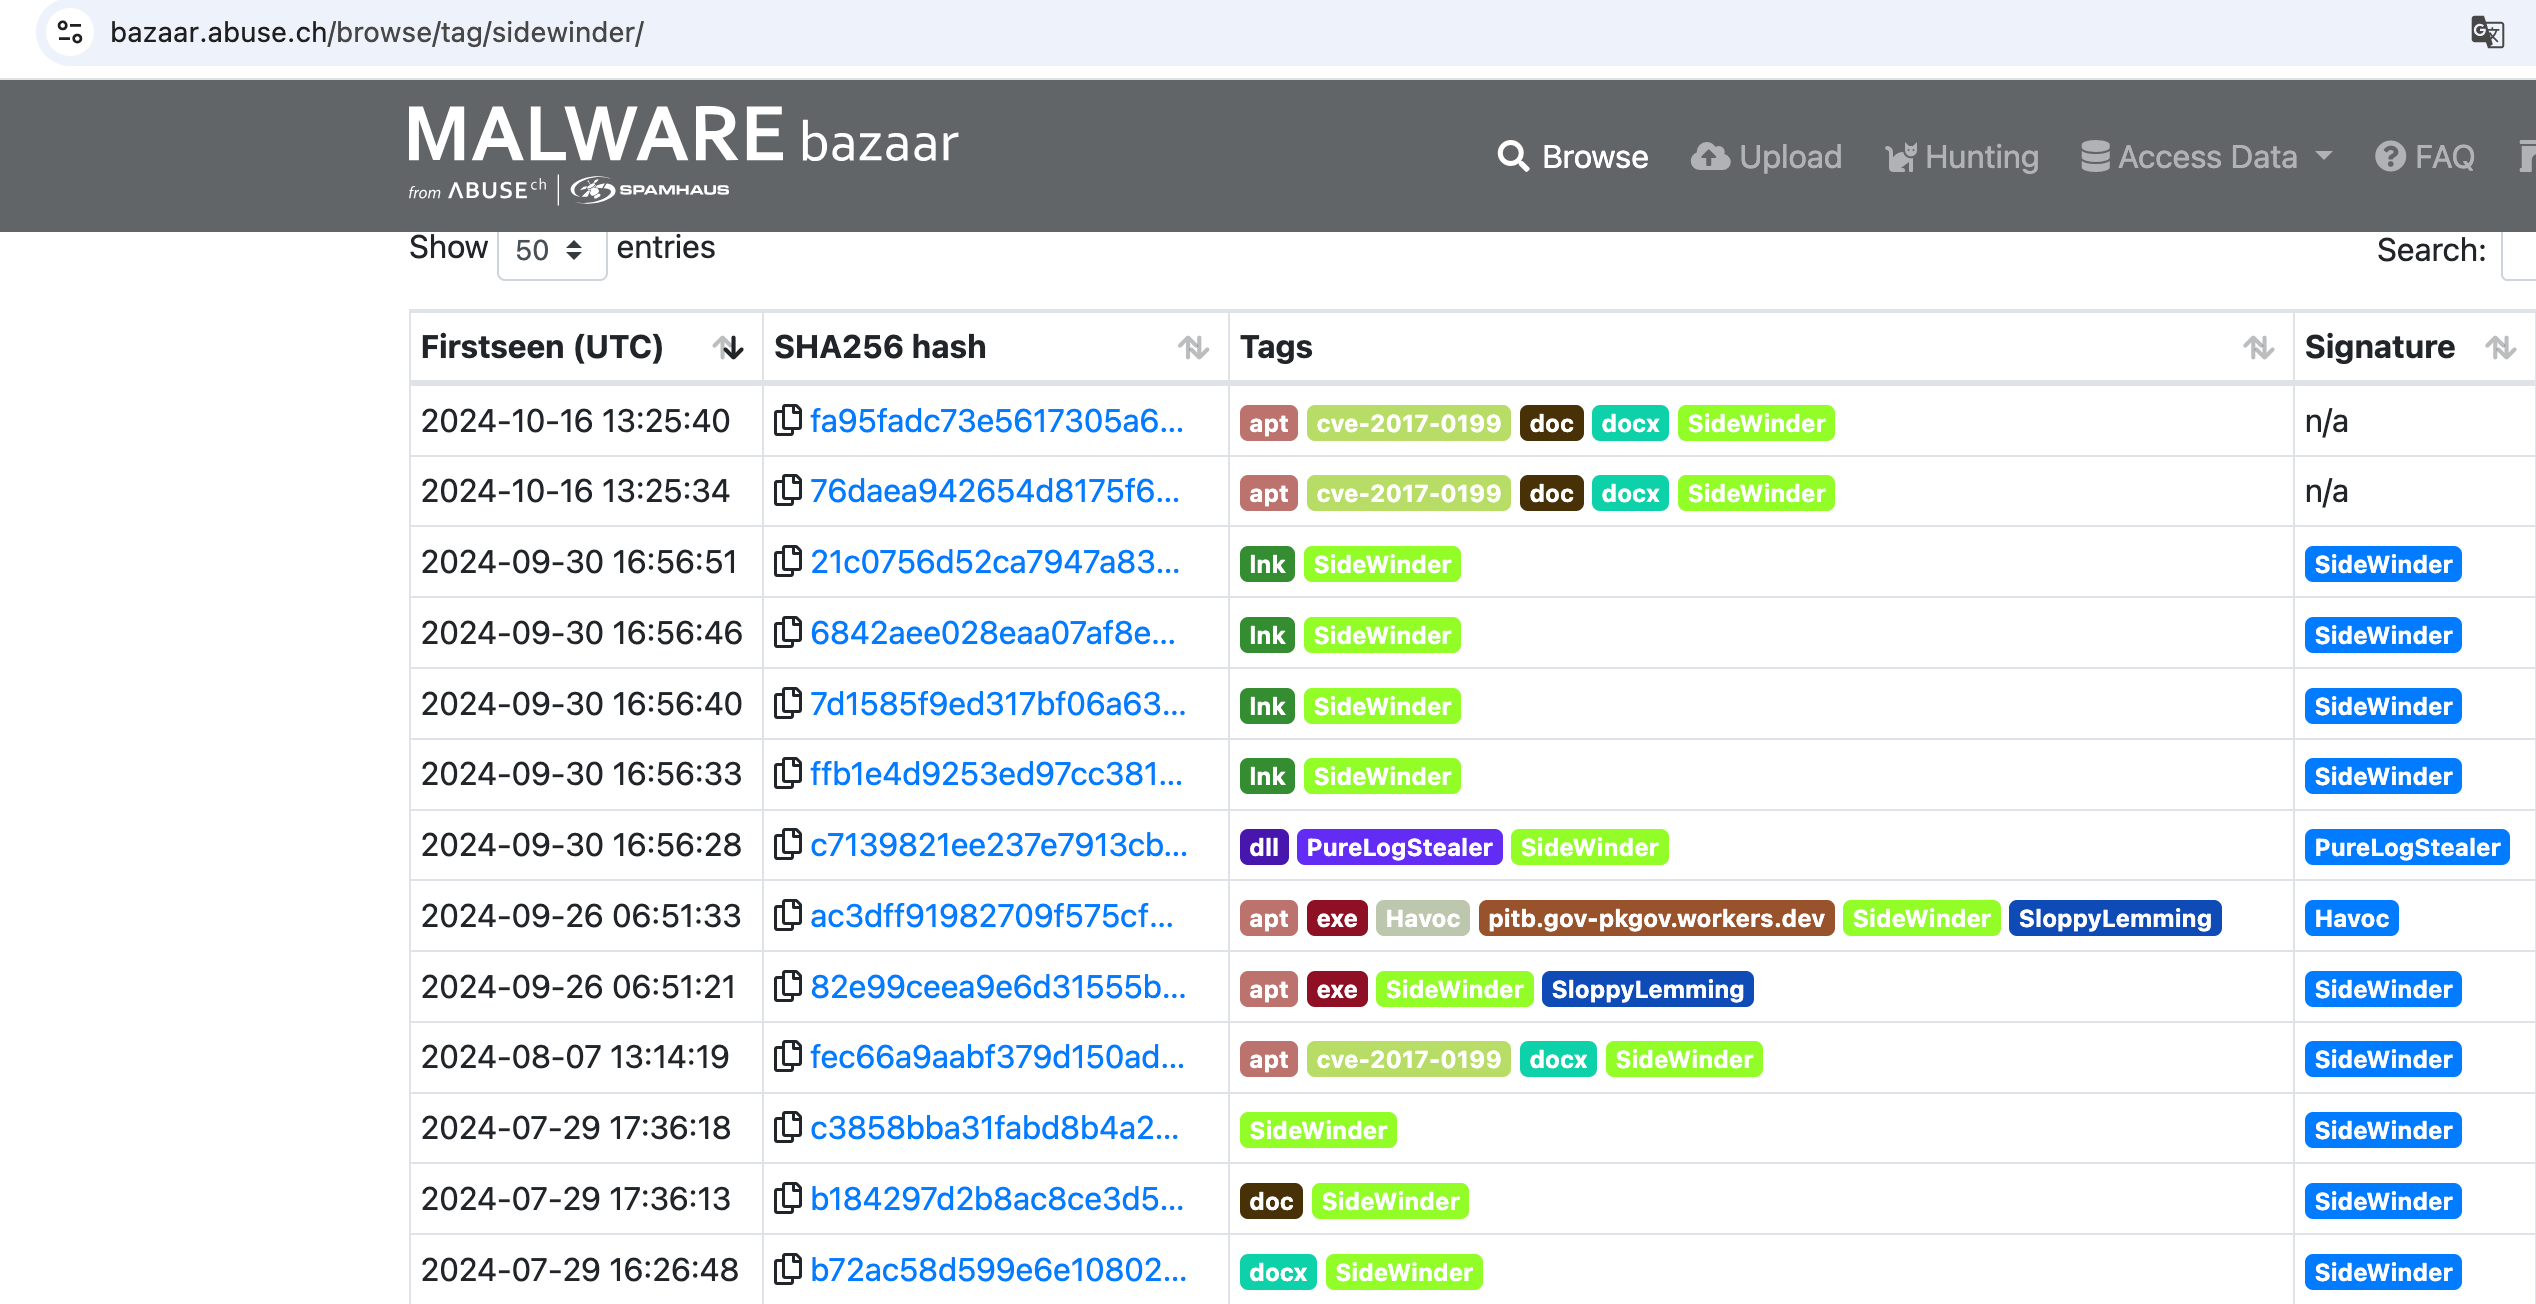 bazaar.abuse.ch/browse/tag/sidewinder/
MALWARE bazaar
from ABUSE ch | SPAMHAUS
Browse Upload Hunting Access Data FAQ
Show 50 entries Search:
Firstseen (UTC) SHA256 hash Tags Signature
2024-10-16 13:25:40 fa95fadc73e5617305a6... apt cve-2017-0199 doc docx SideWinder n/a
2024-10-16 13:25:34 76daea942654d8175f6... apt cve-2017-0199 doc docx SideWinder n/a
2024-09-30 16:56:51 21c0756d52ca7947a83... lnk SideWinder SideWinder
2024-09-30 16:56:46 6842aee028eaa07af8e... lnk SideWinder SideWinder
2024-09-30 16:56:40 7d1585f9ed317bf06a63... lnk SideWinder SideWinder
2024-09-30 16:56:33 ffb1e4d9253ed97cc381... lnk SideWinder SideWinder
2024-09-30 16:56:28 c7139821ee237e7913cb... dll PureLogStealer SideWinder PureLogStealer
2024-09-26 06:51:33 ac3dff91982709f575cf... apt exe Havoc pitb.gov-pkgov.workers.dev SideWinder SloppyLemming Havoc
2024-09-26 06:51:21 82e99ceea9e6d31555b... apt exe SideWinder SloppyLemming SideWinder
2024-08-07 13:14:19 fec66a9aabf379d150ad... apt cve-2017-0199 docx SideWinder SideWinder
2024-07-29 17:36:18 c3858bba31fabd8b4a2... SideWinder SideWinder
2024-07-29 17:36:13 b184297d2b8ac8ce3d5... doc SideWinder SideWinder
2024-07-29 16:26:48 b72ac58d599e6e10802... docx SideWinder SideWinder